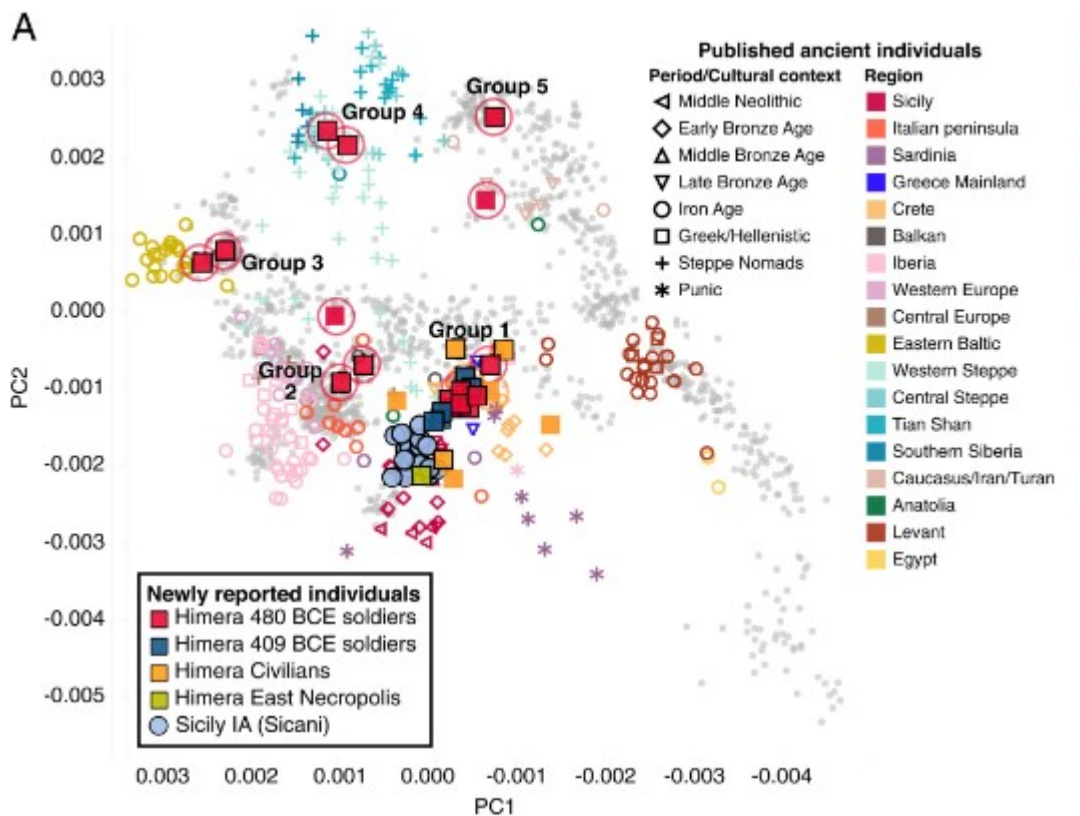 A
Published ancient individuals
Period/Cultural context
Middle Neolithic
Early Bronze Age
Middle Bronze Age
Late Bronze Age
Iron Age
Greek/Hellenistic
Steppe Nomads
Punic
Region
Sicily
Italian peninsula
Sardinia
Greece Mainland
Crete
Balkan
Iberia
Western Europe
Central Europe
Eastern Baltic
Western Steppe
Central Steppe
Tian Shan
Southern Siberia
Caucasus/Iran/Turan
Anatolia
Levant
Egypt
Group 5
Group 4
Group 3
Group 1
Group
2
PC2
0.003
0.002
0.001
0.000
-0.001
-0.002
-0.003
-0.004
-0.005
Newly reported individuals
Himera 480 BCE soldiers
Himera 409 BCE soldiers
Himera Civilians
Himera East Necropolis
Sicily IA (Sicani)
0.003 0.002 0.001 0.000 -0.001 -0.002 -0.003 -0.004
PC1